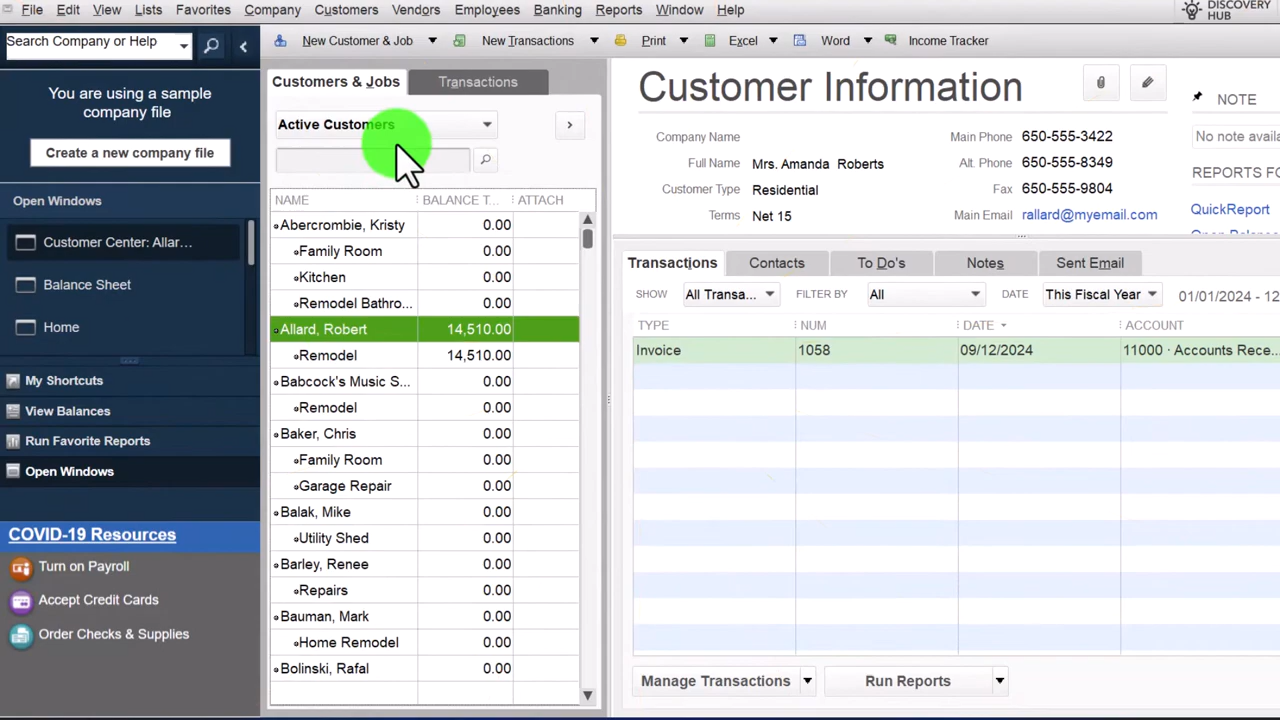 File Edit View Lists Favorites Company Customers Vendors Employees Banking Reports Window Help
DISCOVERY
HUB
Search Company or Help
New Customer & Job New Transactions Print Excel Word Income Tracker
You are using a sample
company file
Create a new company file
Open Windows
Customer Center: Allar...
Balance Sheet
Home
My Shortcuts
View Balances
Run Favorite Reports
Open Windows
COVID-19 Resources
Turn on Payroll
Accept Credit Cards
Order Checks & Supplies
Customers & Jobs Transactions
Active Customers
NAME BALANCE T... ATTACH
Abercrombie, Kristy 0.00
Family Room 0.00
Kitchen 0.00
Remodel Bathro... 0.00
Allard, Robert 14,510.00
Remodel 14,510.00
Babcock's Music S... 0.00
Remodel 0.00
Baker, Chris 0.00
Family Room 0.00
Garage Repair 0.00
Balak, Mike 0.00
Utility Shed 0.00
Barley, Renee 0.00
Repairs 0.00
Bauman, Mark 0.00
Home Remodel 0.00
Bolinski, Rafal 0.00
Customer Information
Company Name
Full Name Mrs. Amanda Roberts
Customer Type Residential
Terms Net 15
Main Phone 650-555-3422
Alt. Phone 650-555-8349
Fax 650-555-9804
Main Email rallard@myemail.com
NOTE
No note availa
REPORTS FO
QuickReport
Transactions Contacts To Do's Notes Sent Email
SHOW All Transa... FILTER BY All DATE This Fiscal Year 01/01/2024 - 12
TYPE NUM DATE ACCOUNT
Invoice 1058 09/12/2024 11000 · Accounts Rece...
Manage Transactions Run Reports